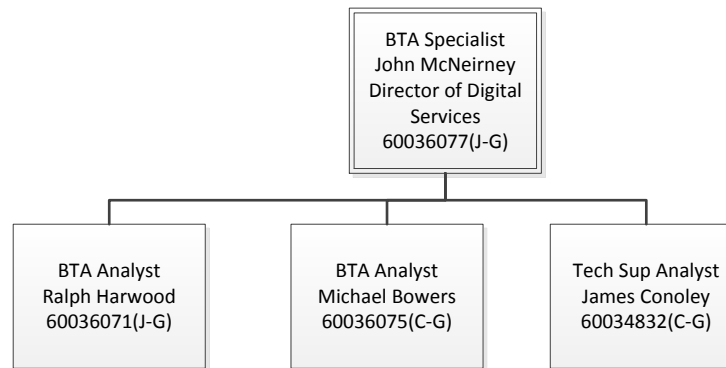 BTA Specialist
John McNeirney
Director of Digital
Services
60036077(J-G)
BTA Analyst
Ralph Harwood
60036071(J-G)
BTA Analyst
Michael Bowers
60036075(C-G)
Tech Sup Analyst
James Conoley
60034832(C-G)